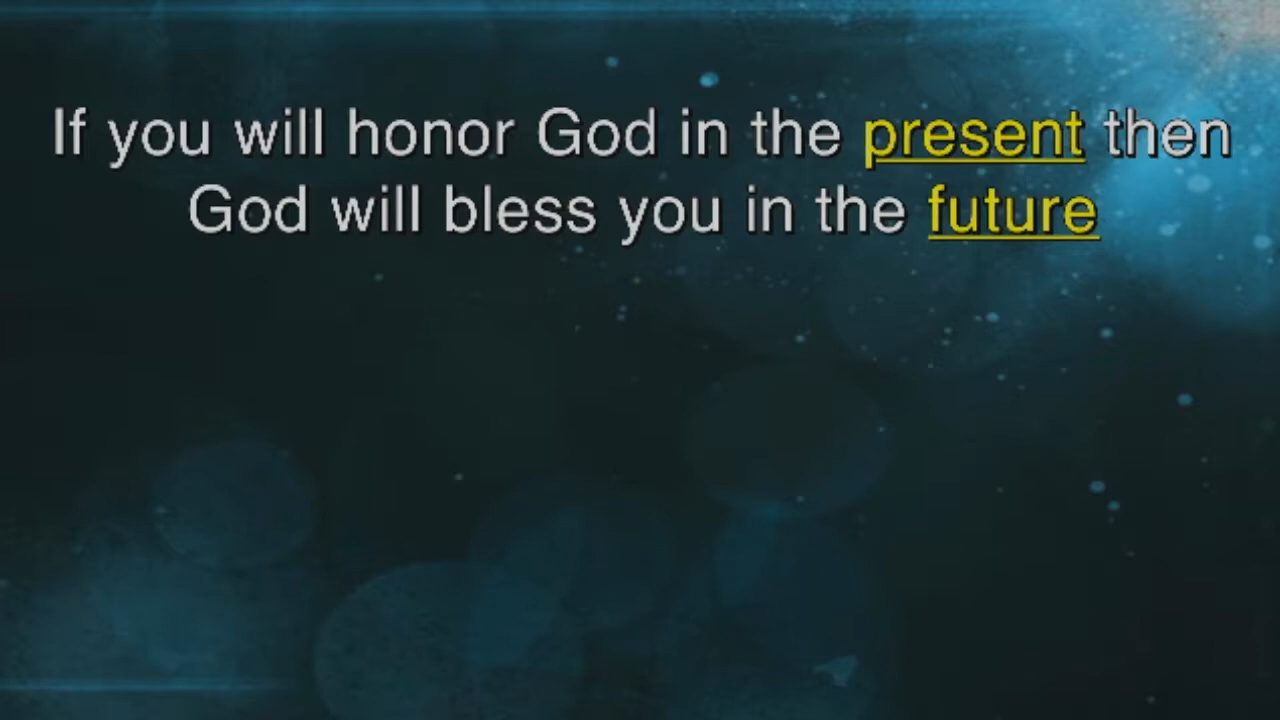 If you will honor God in the present then
God will bless you in the future